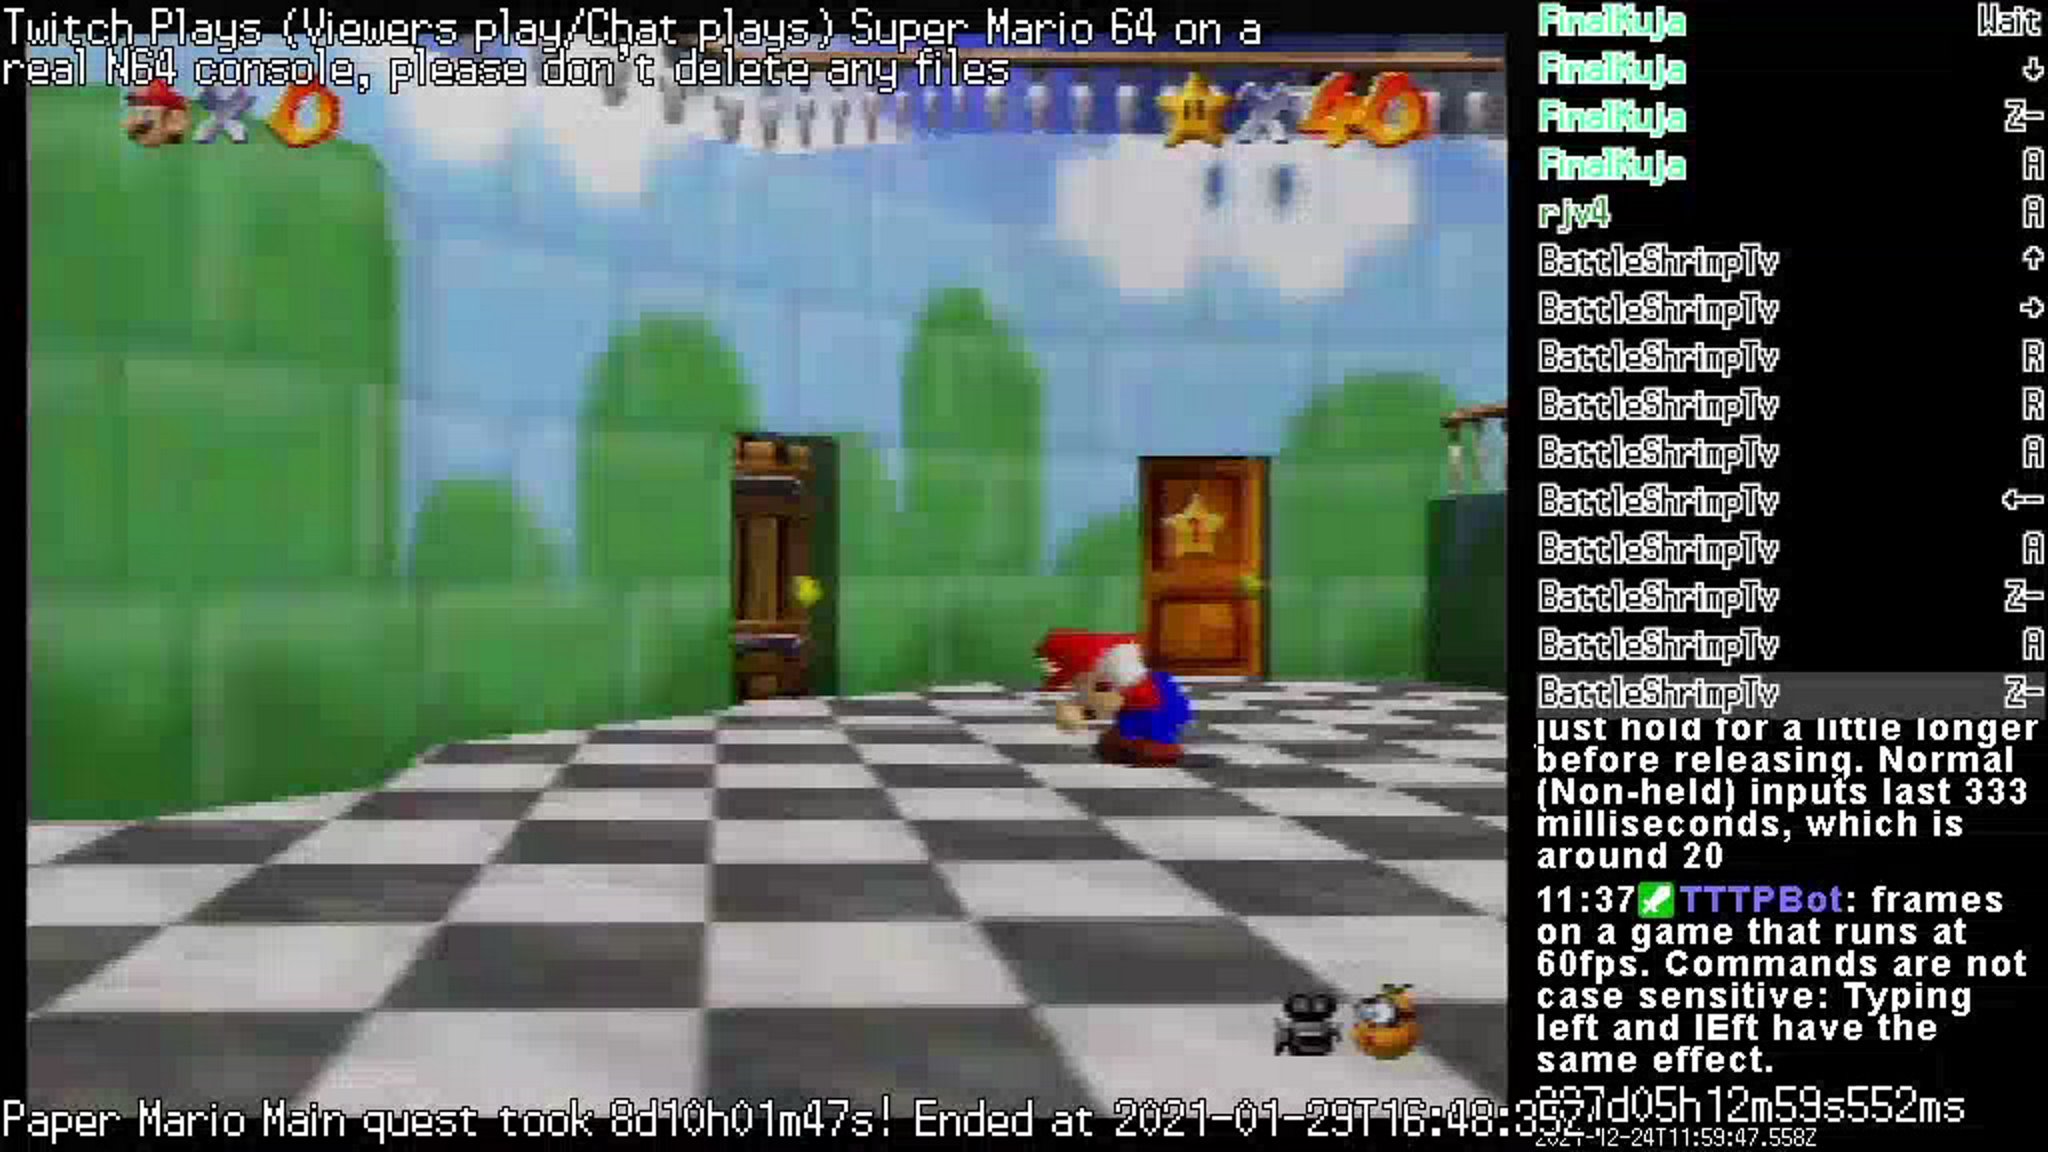 Twitch Plays (Viewers play/Chat plays) Super Mario 64 on a
real N64 console, please don't delete any files
0
40
1
FinalKuja Wait
FinalKuja ↓
FinalKuja Z-
FinalKuja A
rjv4 A
BattleShrimpTv ↑
BattleShrimpTv →
BattleShrimpTv R
BattleShrimpTv R
BattleShrimpTv A
BattleShrimpTv ←-
BattleShrimpTv A
BattleShrimpTv Z-
BattleShrimpTv A
BattleShrimpTv Z-
just hold for a little longer
before releasing. Normal
(Non-held) inputs last 333
milliseconds, which is
around 20
11:37 TTTPBot: frames
on a game that runs at
60fps. Commands are not
case sensitive: Typing
left and lEft have the
same effect.
Paper Mario Main quest took 8d10h01m47s! Ended at 2021-01-29T16:48:35
05h12m59s552ms
12-24T11:59:47.558Z